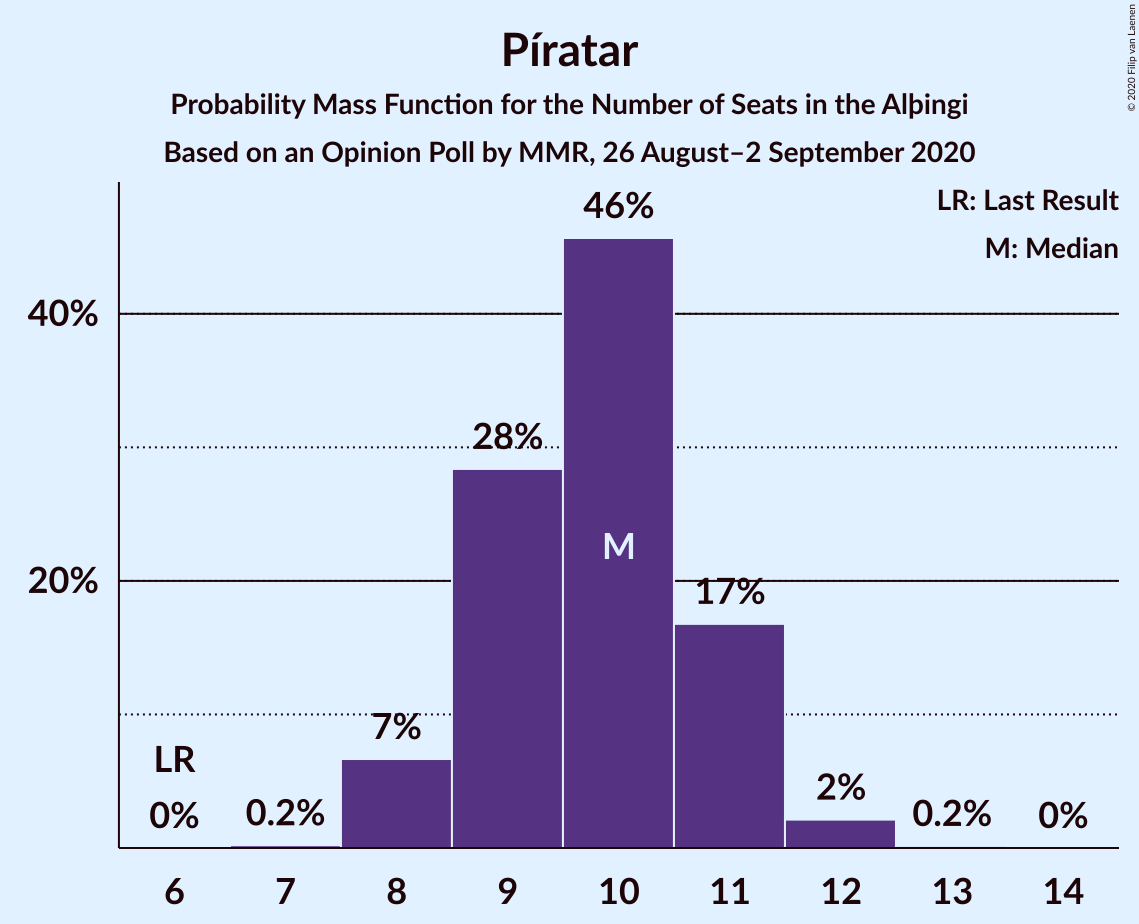 Píratar
Probability Mass Function for the Number of Seats in the Alþingi
Based on an Opinion Poll by MMR, 26 August–2 September 2020
© 2020 Filip van Laenen
LR: Last Result
M: Median
46%
40%
28%
M
20%
17%
7%
LR
2%
0%
0.2%
0.2%
0%
6 7 8 9 10 11 12 13 14